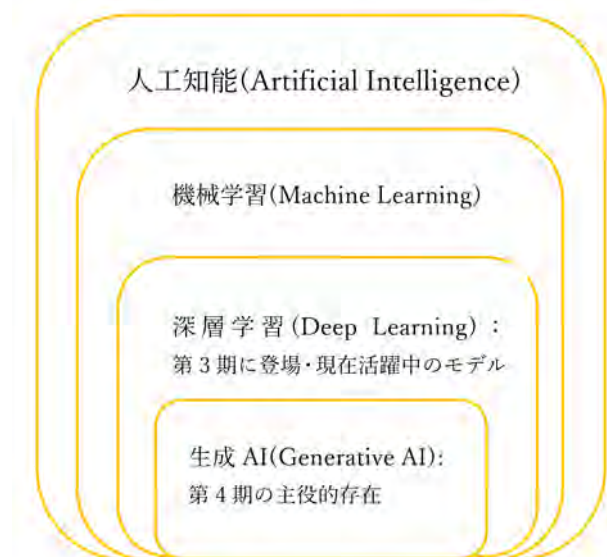 人工知能(Artificial Intelligence)
機械学習(Machine Learning)
深層学習(Deep Learning)：
第3期に登場・現在活躍中のモデル
生成 AI(Generative AI):
第4期の主役的存在